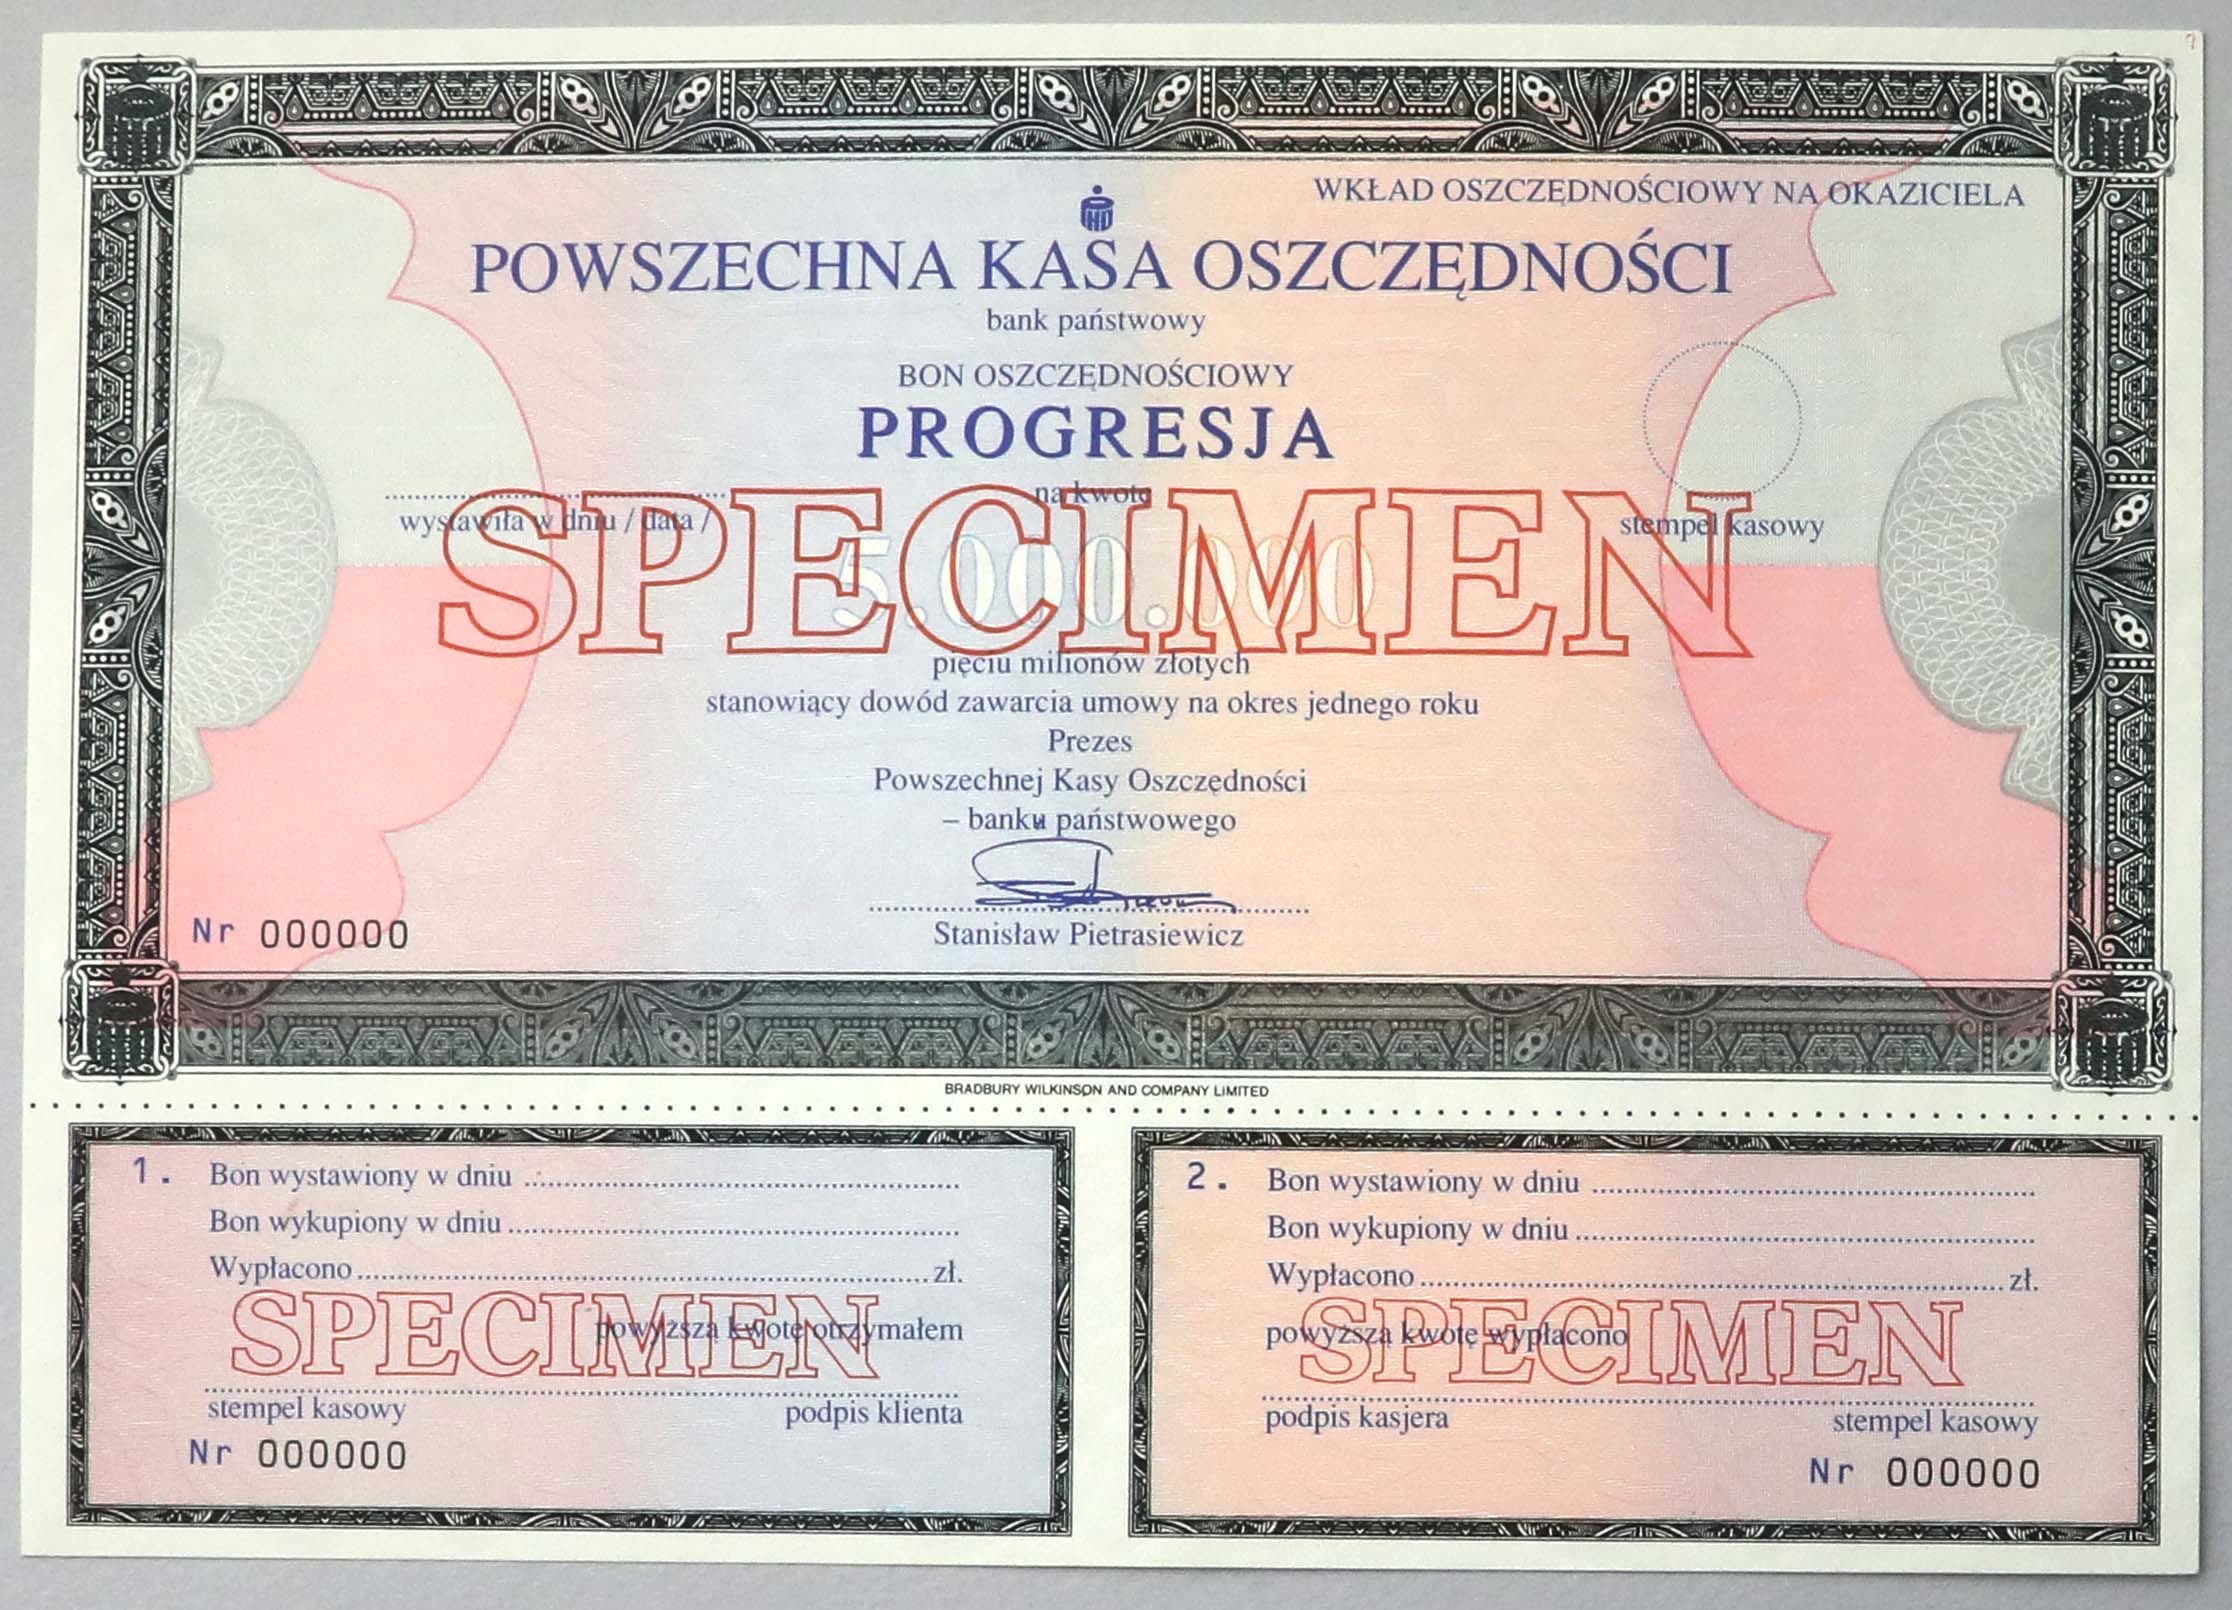 WKŁAD OSZCZĘDNOŚCIOWY NA OKAZICIELA
POWSZECHNA KASA OSZCZĘDNOŚCI
bank państwowy
BON OSZCZĘDNOŚCIOWY
PROGRESJA
na kwotę
wystawiła w dniu / data /
stempel kasowy
SPECIMEN
5.000.000
pięciu milionów złotych
stanowiący dowód zawarcia umowy na okres jednego roku
Prezes
Powszechnej Kasy Oszczędności
– banku państwowego
Stanisław Pietrasiewicz
Nr 000000
BRADBURY WILKINSON AND COMPANY LIMITED
1. Bon wystawiony w dniu
Bon wykupiony w dniu
Wypłacono zł.
SPECIMEN
powyższą kwotę otrzymałem
stempel kasowy podpis klienta
Nr 000000
2. Bon wystawiony w dniu
Bon wykupiony w dniu
Wypłacono zł.
SPECIMEN
powyższą kwotę wypłacono
podpis kasjera stempel kasowy
Nr 000000